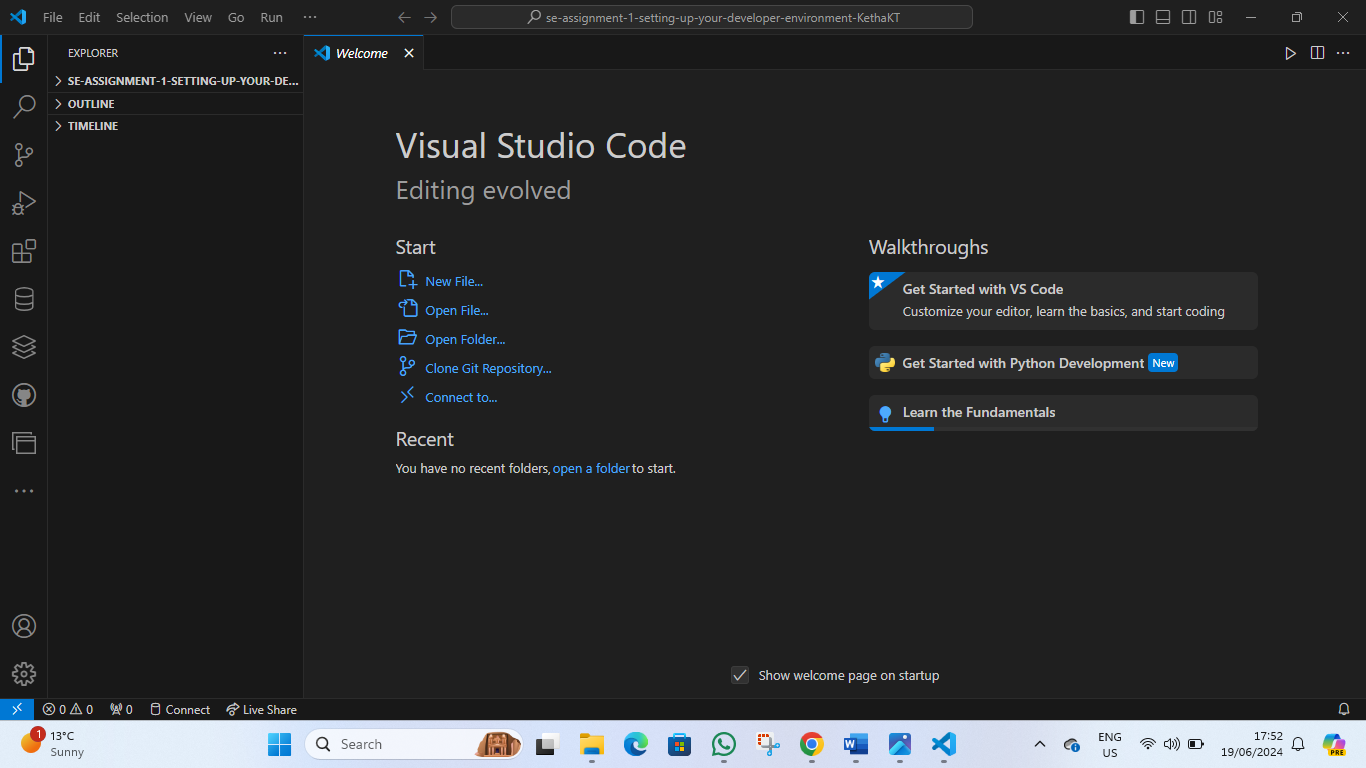 File Edit Selection View Go Run ···
se-assignment-1-setting-up-your-developer-environment-KethaKT
EXPLORER
SE-ASSIGNMENT-1-SETTING-UP-YOUR-DE...
OUTLINE
TIMELINE
Welcome
Visual Studio Code
Editing evolved
Start
New File...
Open File...
Open Folder...
Clone Git Repository...
Connect to...
Recent
You have no recent folders, open a folder to start.
Walkthroughs
Get Started with VS Code
Customize your editor, learn the basics, and start coding
Get Started with Python Development New
Learn the Fundamentals
Show welcome page on startup
0 0 0 Connect Live Share
1
13°C
Sunny
Search
ENG
US
17:52
19/06/2024
PRE